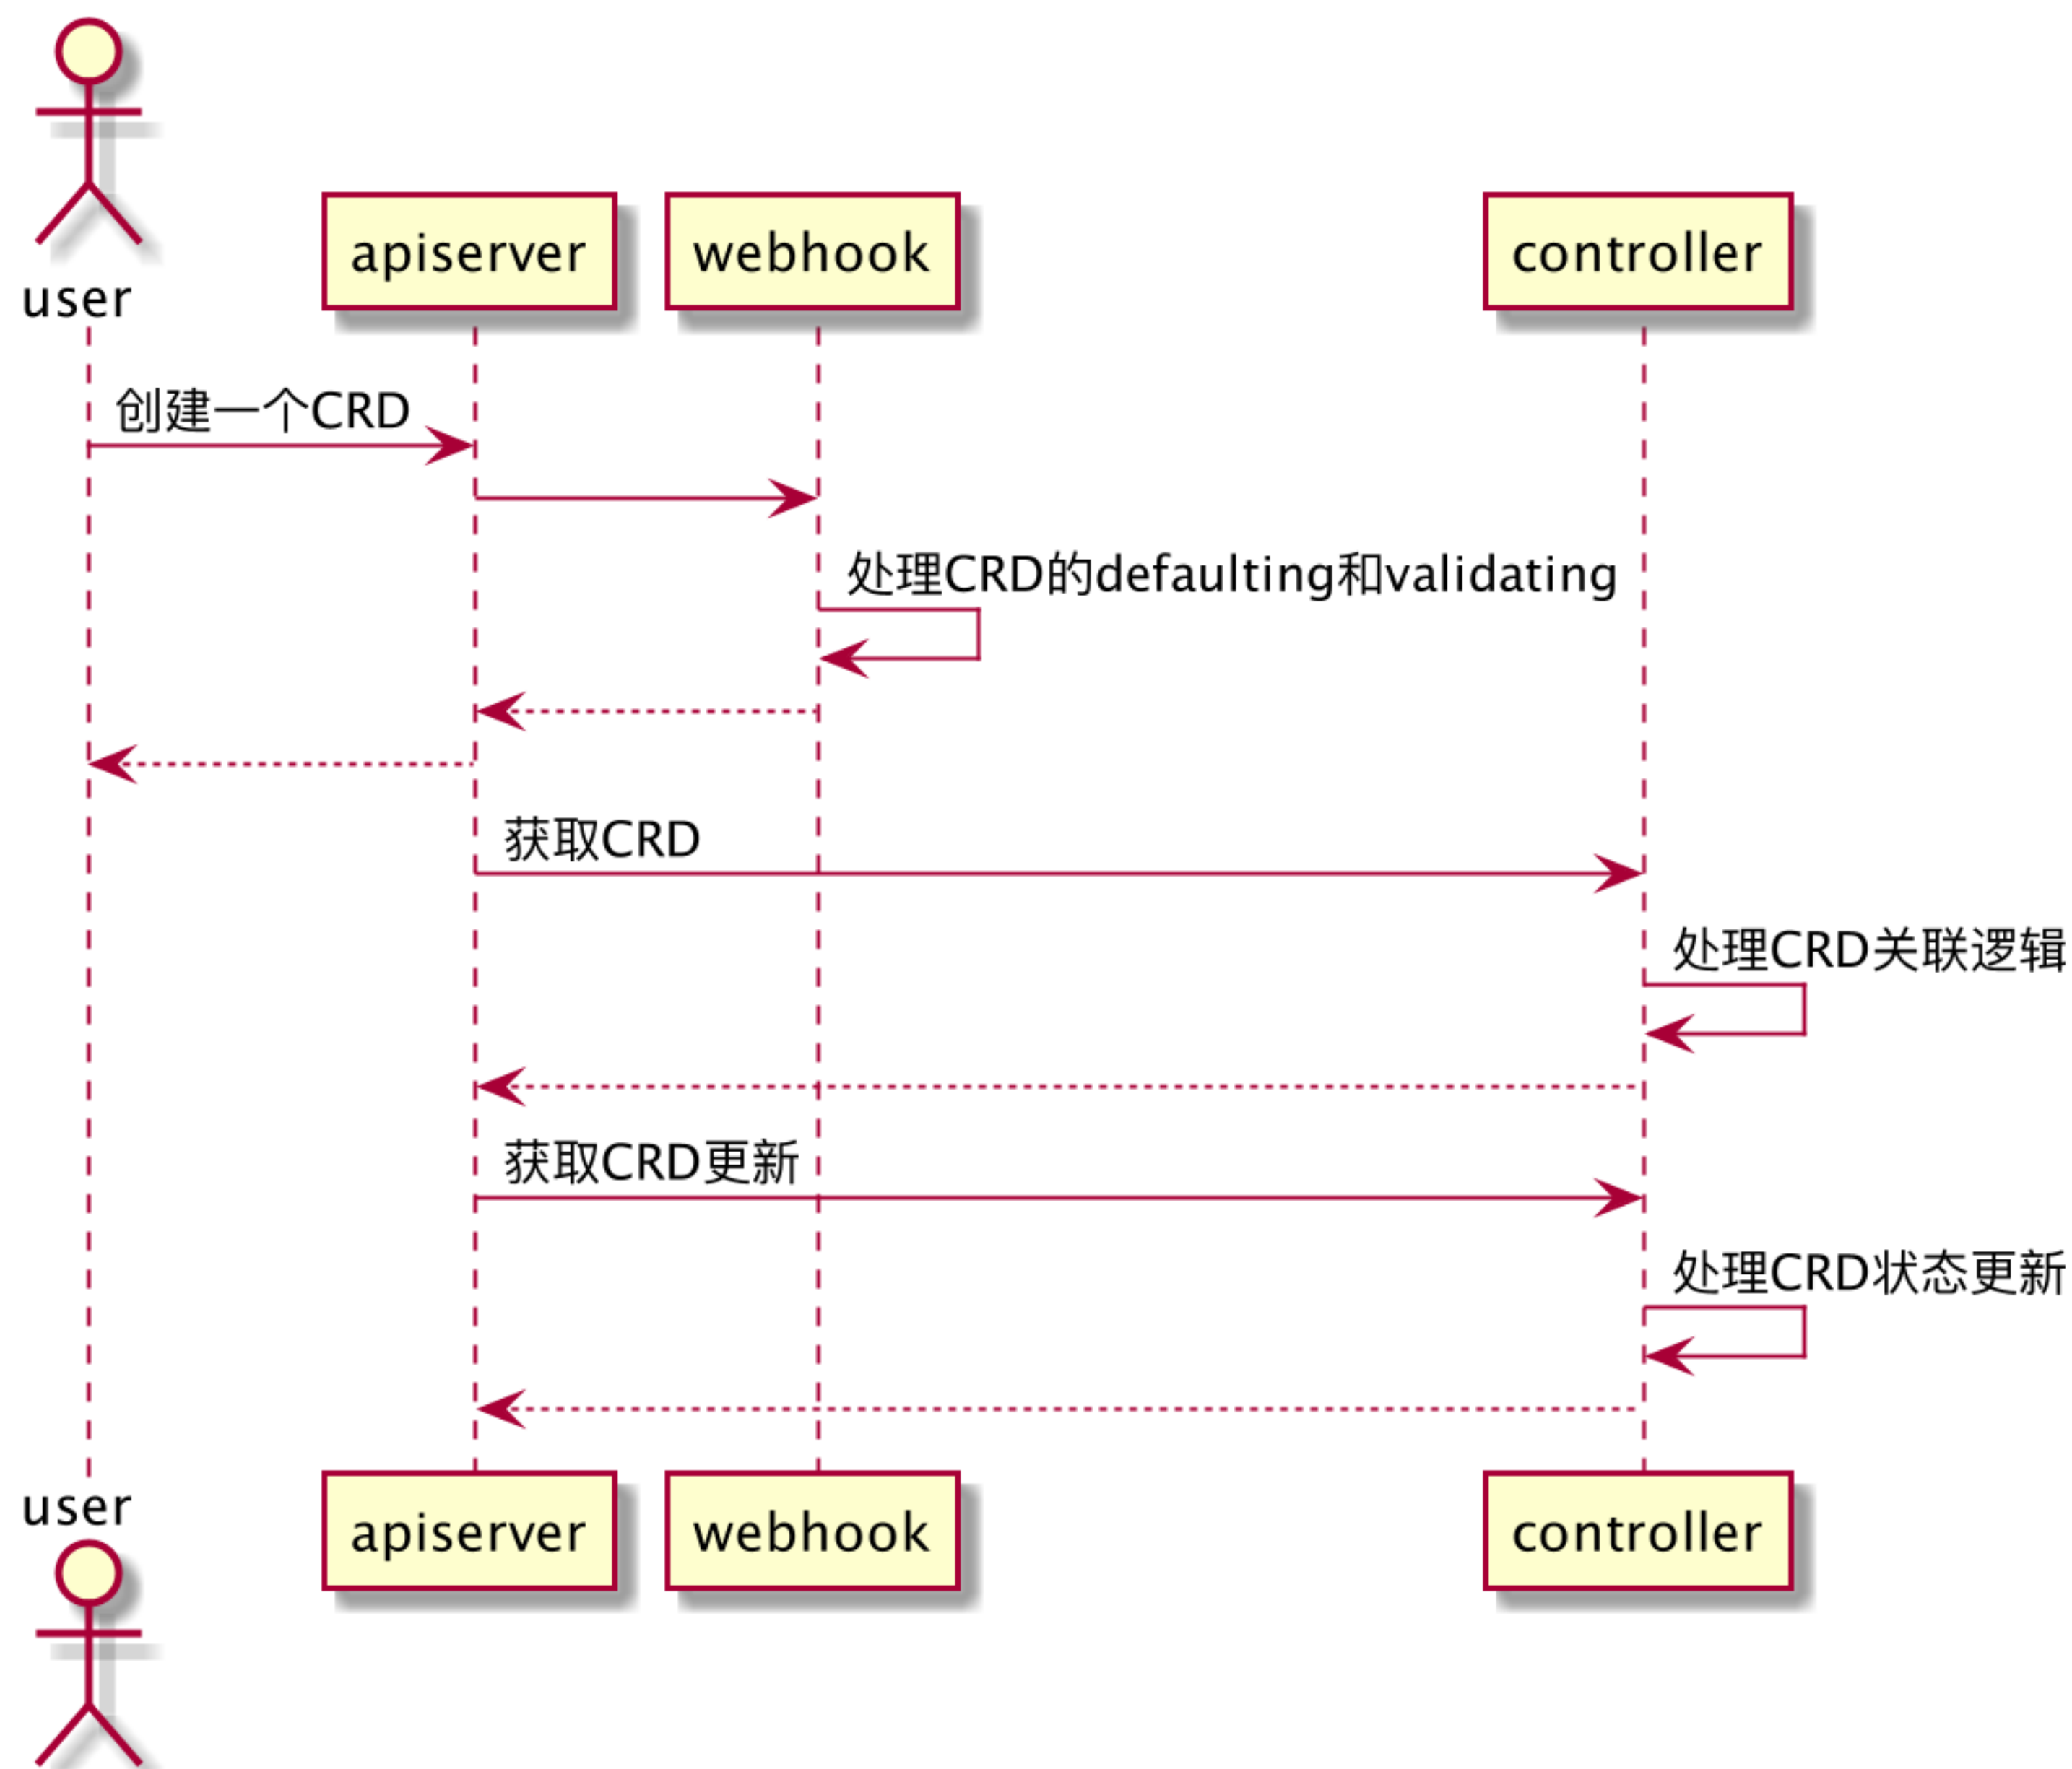 user
apiserver
webhook
controller
创建一个CRD
处理CRD的defaulting和validating
获取CRD
处理CRD关联逻辑
获取CRD更新
处理CRD状态更新
user
apiserver
webhook
controller